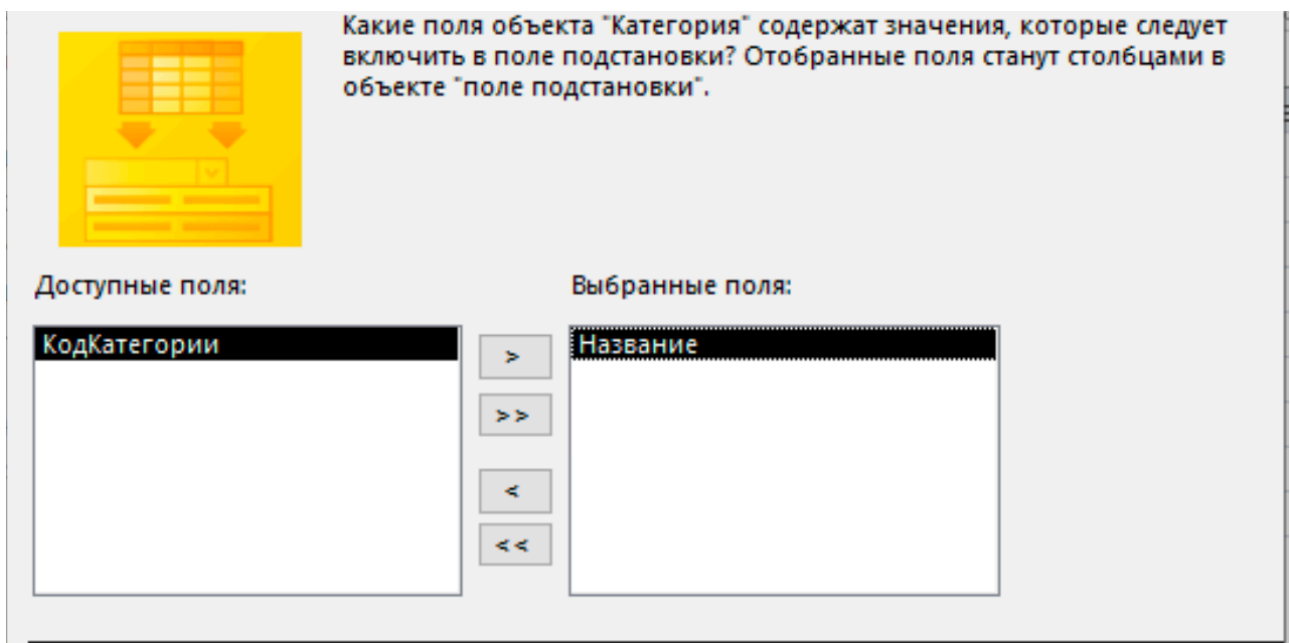 Какие поля объекта "Категория" содержат значения, которые следует
включить в поле подстановки? Отобранные поля станут столбцами в
объекте "поле подстановки".
Доступные поля:
Выбранные поля:
КодКатегории
>
Название
>>
<
<<